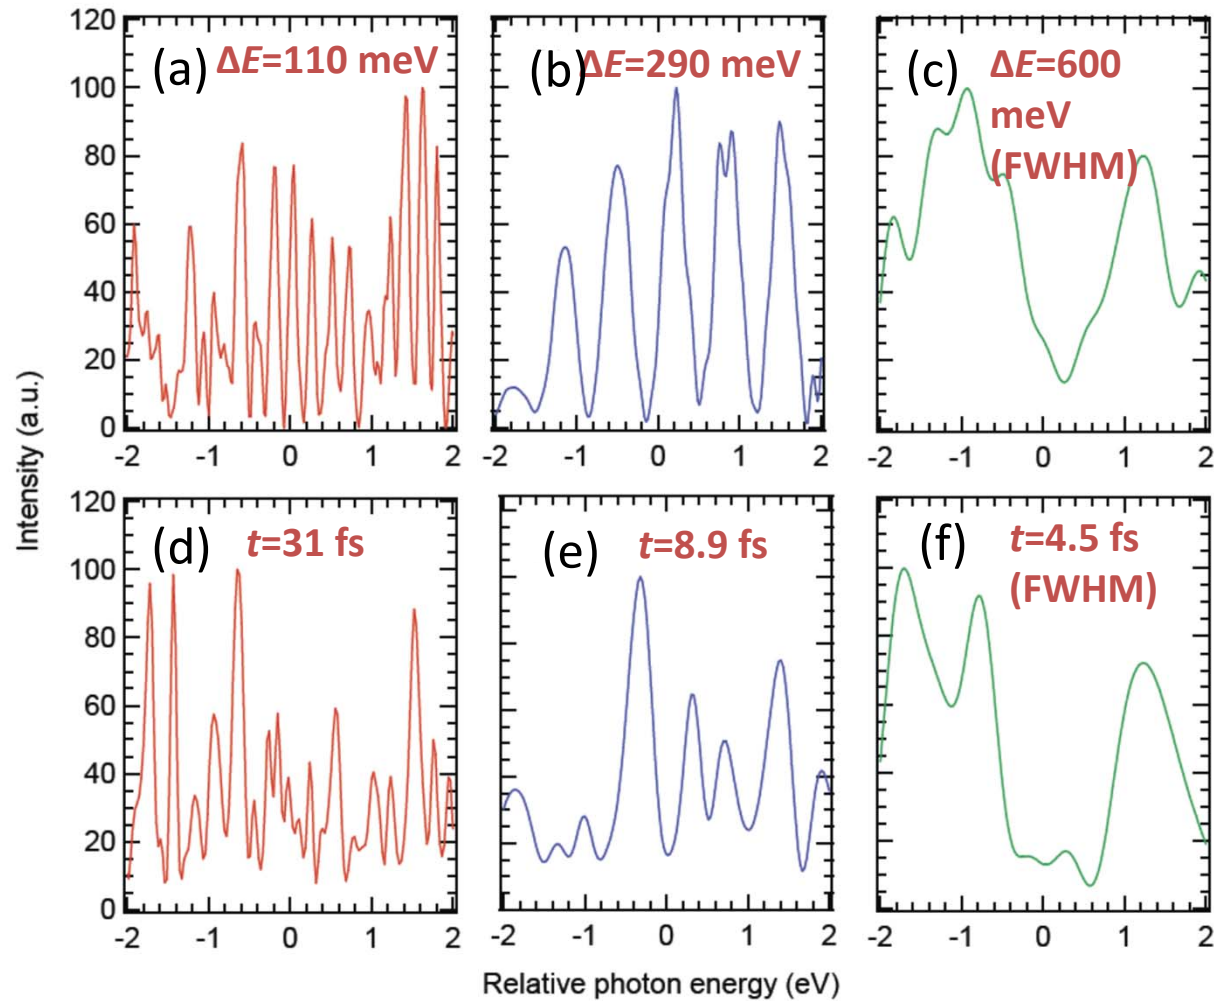 120
100
80
60
40
20
0
(a) ΔE=110 meV
-2 -1 0 1 2
(b) ΔE=290 meV
-2 -1 0 1 2
(c) ΔE=600
meV
(FWHM)
-2 -1 0 1 2
Intensity (a.u.)
120
100
80
60
40
20
0
(d) t=31 fs
-2 -1 0 1 2
(e) t=8.9 fs
-2 -1 0 1 2
(f) t=4.5 fs
(FWHM)
-2 -1 0 1 2
Relative photon energy (eV)